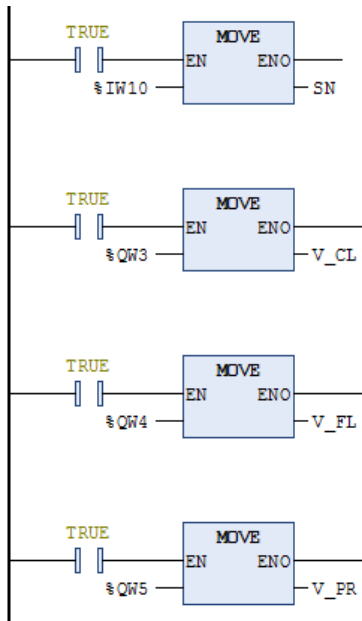 TRUE
MOVE
EN ENO
%IW10 SN
TRUE
MOVE
EN ENO
%QW3 V_CL
TRUE
MOVE
EN ENO
%QW4 V_FL
TRUE
MOVE
EN ENO
%QW5 V_PR